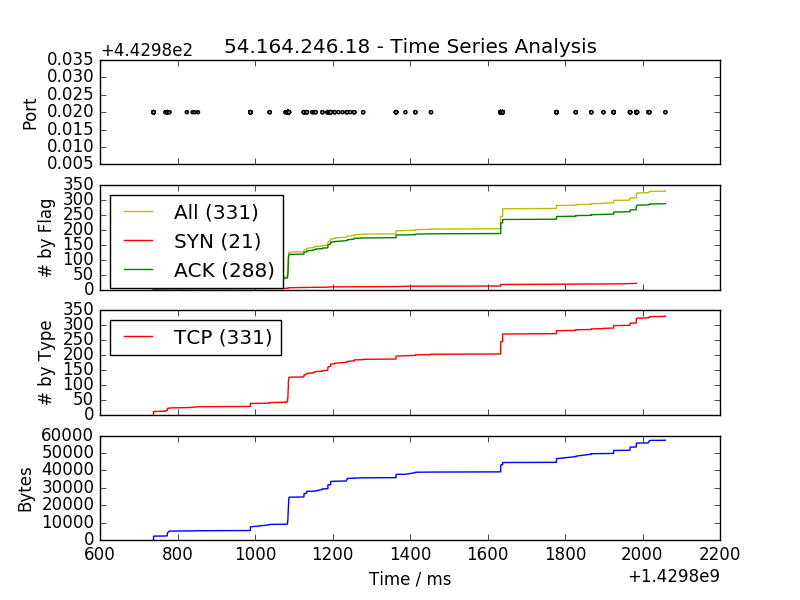 +4.4298e2
54.164.246.18 - Time Series Analysis
0.035
0.030
0.025
0.020
0.015
0.010
0.005
Port
350
300
250
200
150
100
50
0
# by Flag
All (331)
SYN (21)
ACK (288)
350
300
250
200
150
100
50
0
# by Type
TCP (331)
60000
50000
40000
30000
20000
10000
0
Bytes
600 800 1000 1200 1400 1600 1800 2000 2200
Time / ms
+1.4298e9